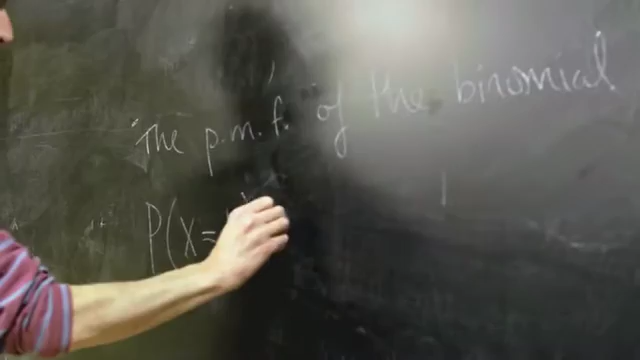 The p.m.f. of the binomial
P(X=